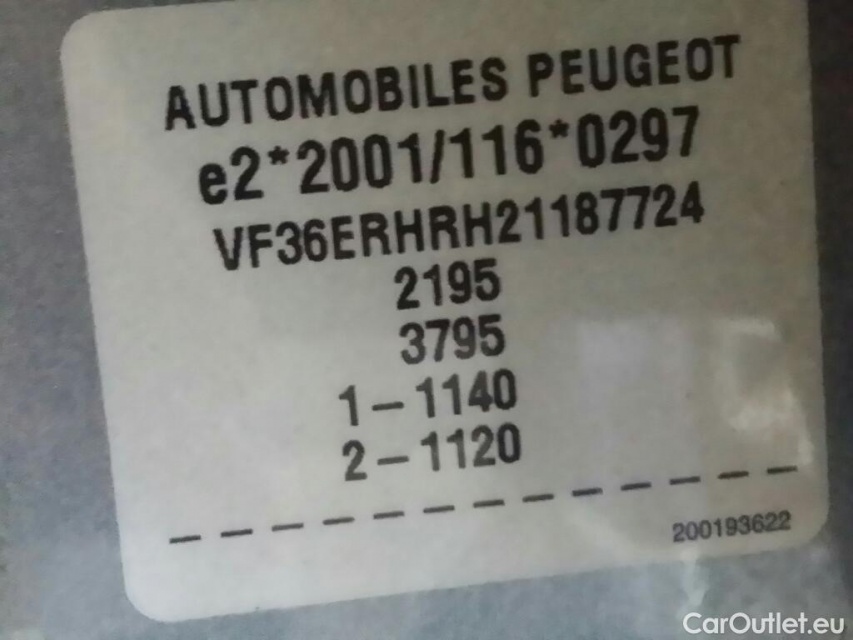 AUTOMOBILES PEUGEOT
e2*2001/116*0297
VF36ERHRH21187724
2195
3795
1-1140
2-1120
200193622
CarOutlet.eu